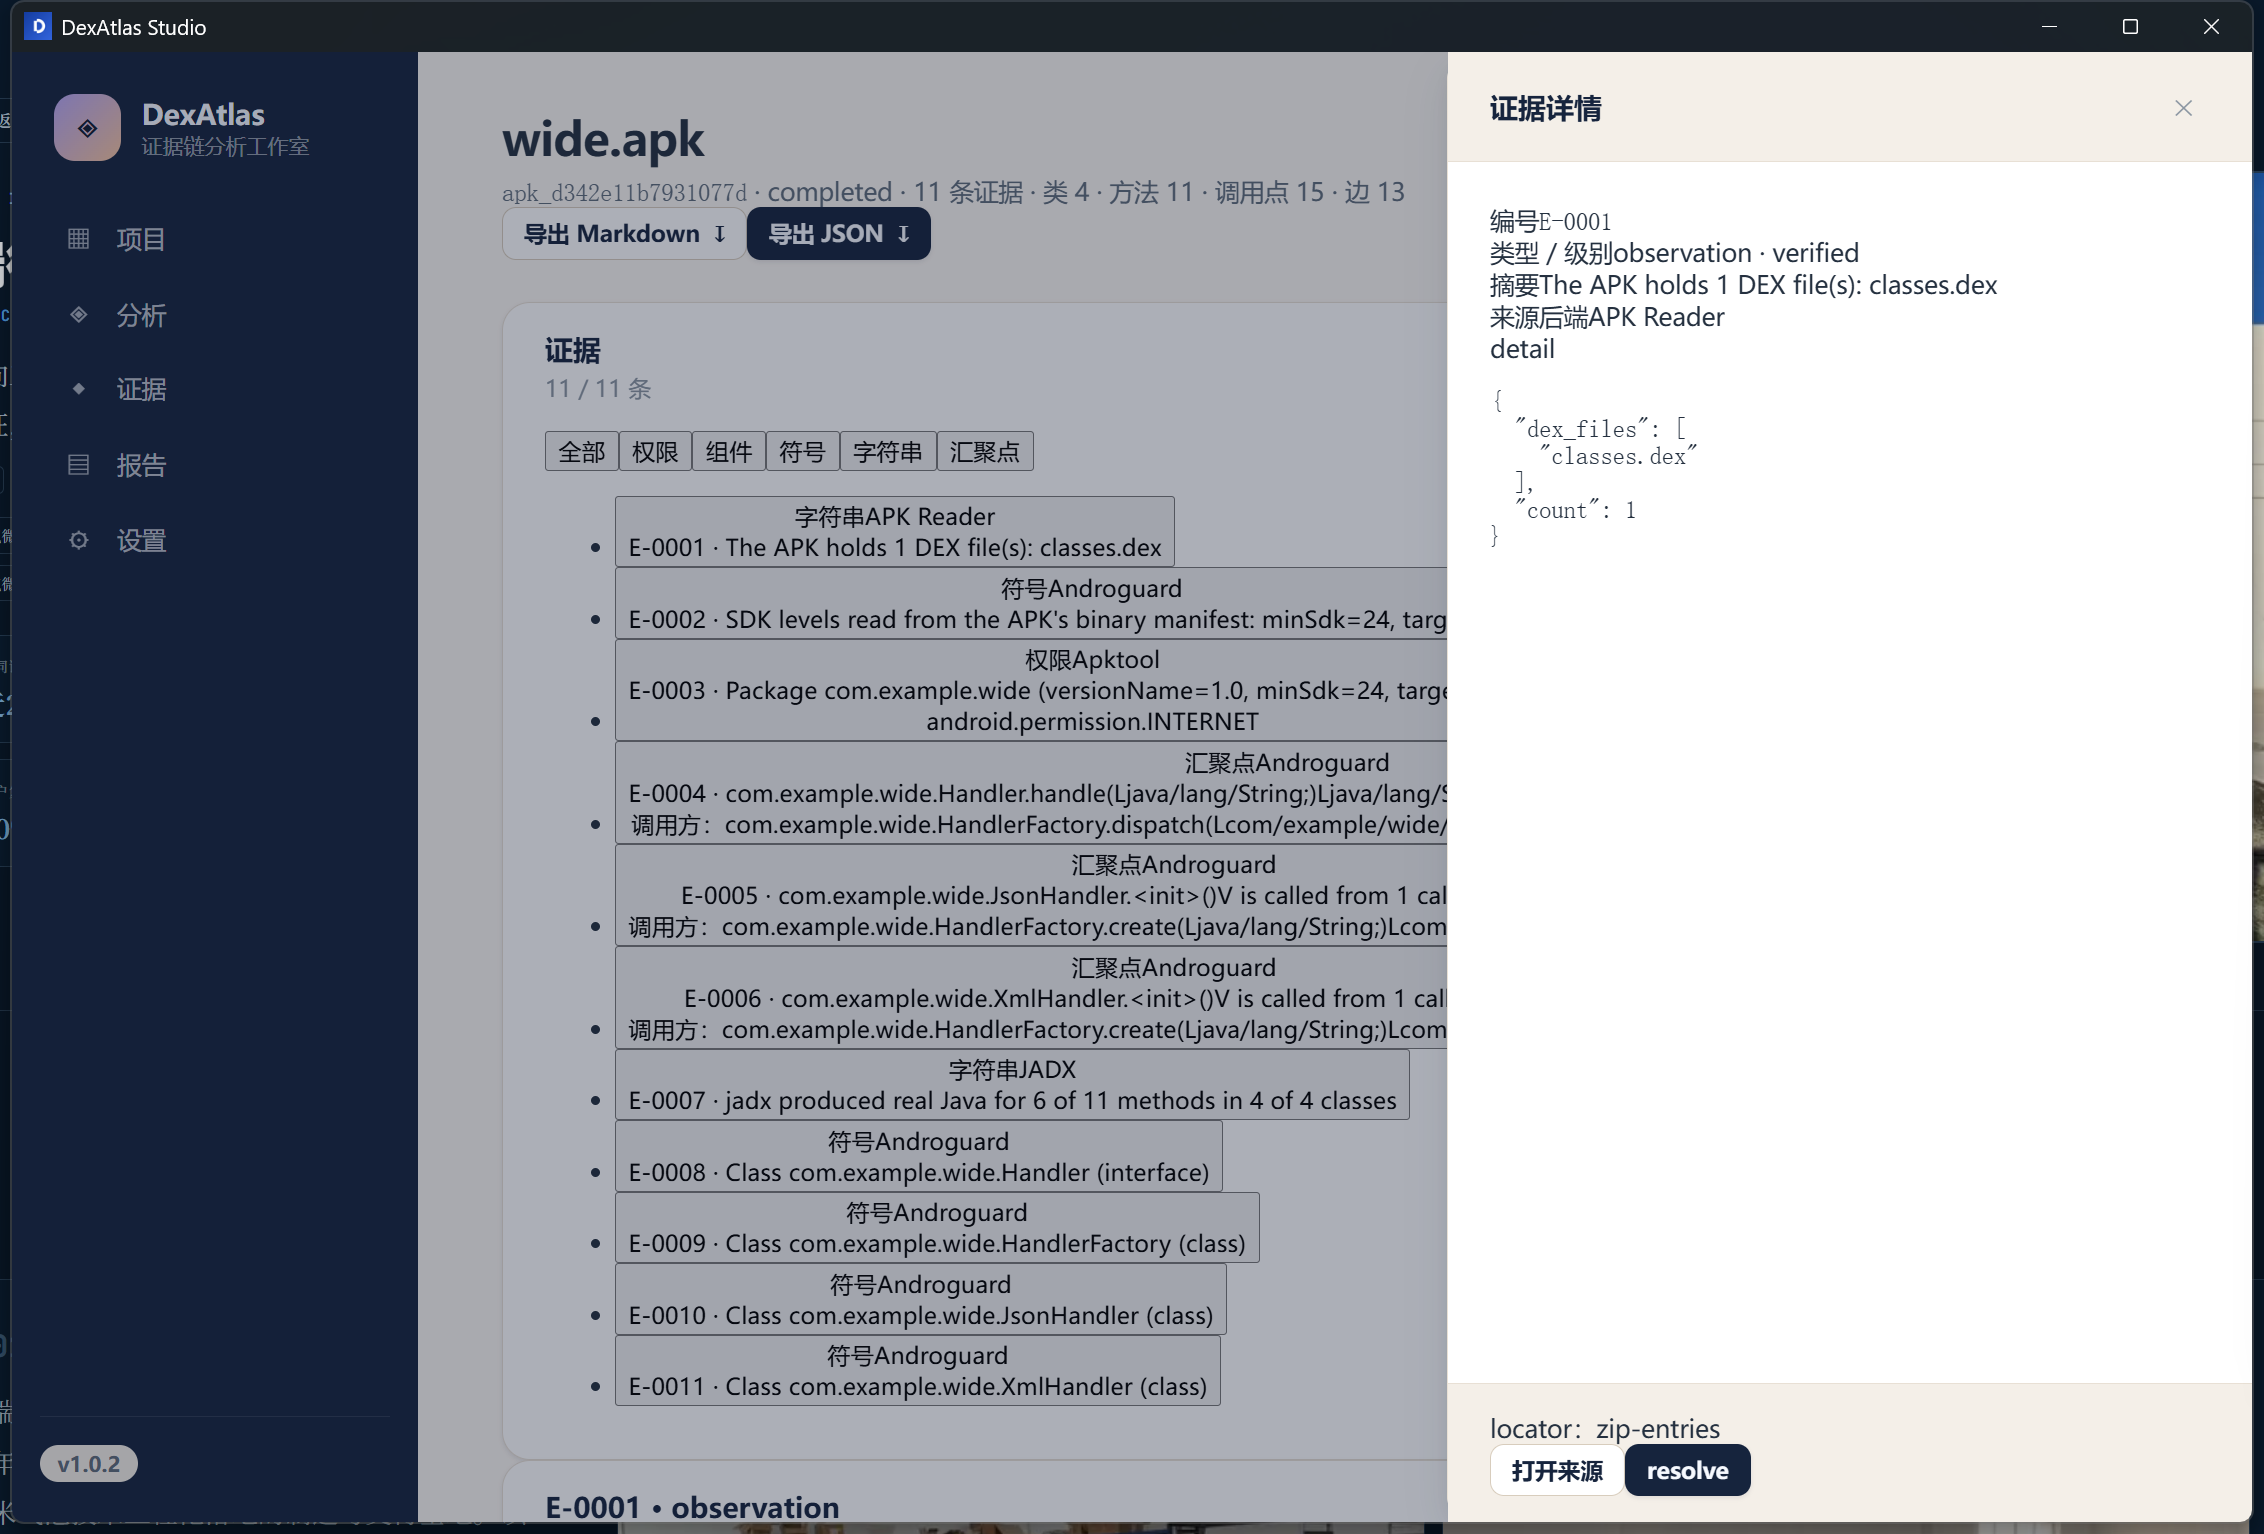 D DexAtlas Studio
DexAtlas
证据链分析工作室
项目
分析
证据
报告
设置
v1.0.2
wide.apk
apk_d342e11b7931077d · completed · 11 条证据 · 类 4 · 方法 11 · 调用点 15 · 边 13
导出 Markdown ↧
导出 JSON ↧
证据
11 / 11 条
全部 权限 组件 符号 字符串 汇聚点
字符串APK Reader
E-0001 · The APK holds 1 DEX file(s): classes.dex
符号Androguard
E-0002 · SDK levels read from the APK's binary manifest: minSdk=24, targ
权限Apktool
E-0003 · Package com.example.wide (versionName=1.0, minSdk=24, targe
android.permission.INTERNET
汇聚点Androguard
E-0004 · com.example.wide.Handler.handle(Ljava/lang/String;)Ljava/lang/S
调用方：com.example.wide.HandlerFactory.dispatch(Lcom/example/wide/
汇聚点Androguard
E-0005 · com.example.wide.JsonHandler.<init>()V is called from 1 cal
调用方：com.example.wide.HandlerFactory.create(Ljava/lang/String;)Lcom
汇聚点Androguard
E-0006 · com.example.wide.XmlHandler.<init>()V is called from 1 call
调用方：com.example.wide.HandlerFactory.create(Ljava/lang/String;)Lcom
字符串JADX
E-0007 · jadx produced real Java for 6 of 11 methods in 4 of 4 classes
符号Androguard
E-0008 · Class com.example.wide.Handler (interface)
符号Androguard
E-0009 · Class com.example.wide.HandlerFactory (class)
符号Androguard
E-0010 · Class com.example.wide.JsonHandler (class)
符号Androguard
E-0011 · Class com.example.wide.XmlHandler (class)
E-0001 • observation
证据详情
编号E-0001
类型 / 级别observation · verified
摘要The APK holds 1 DEX file(s): classes.dex
来源后端APK Reader
detail
{
"dex_files": [
"classes.dex"
],
"count": 1
}
locator：zip-entries
打开来源
resolve